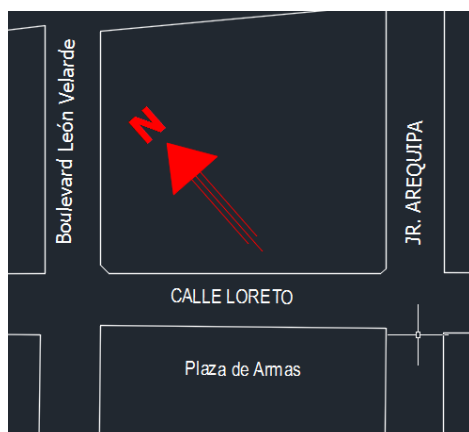 Boulevard León Velarde
N
JR. AREQUIPA
CALLE LORETO
Plaza de Armas